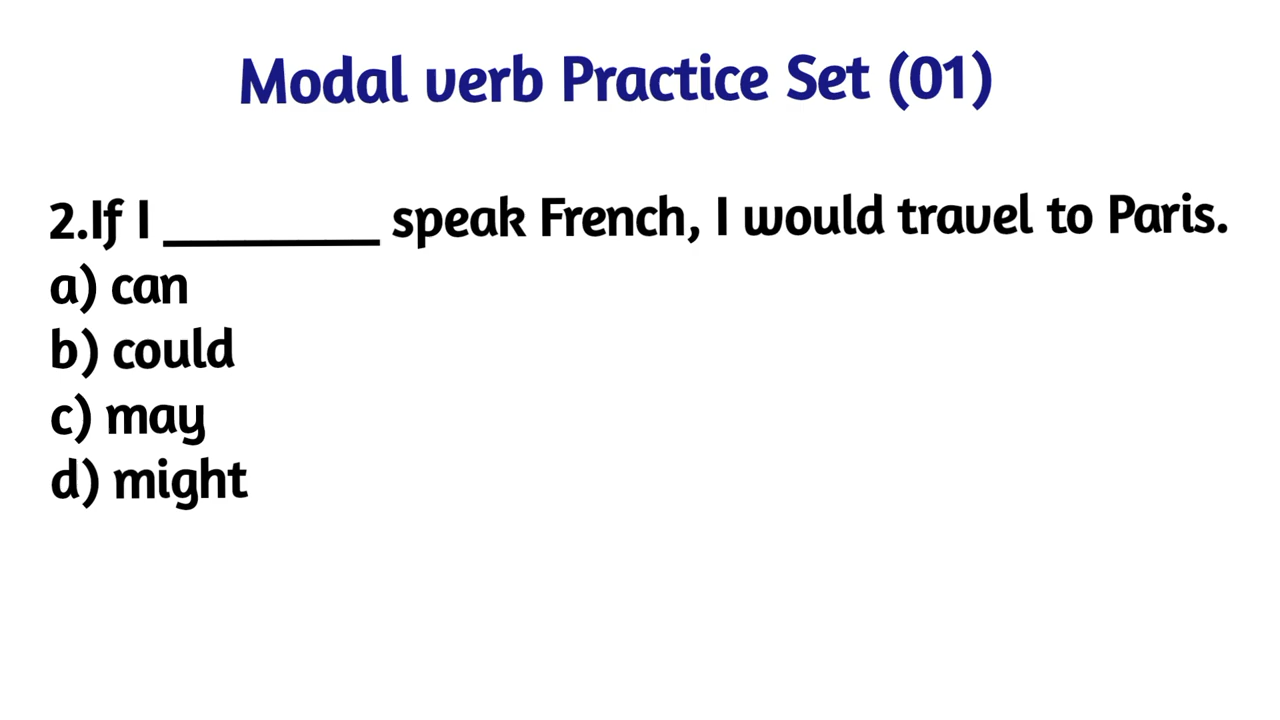 Modal verb Practice Set (01)
2.If I ________ speak French, I would travel to Paris.
a) can
b) could
c) may
d) might